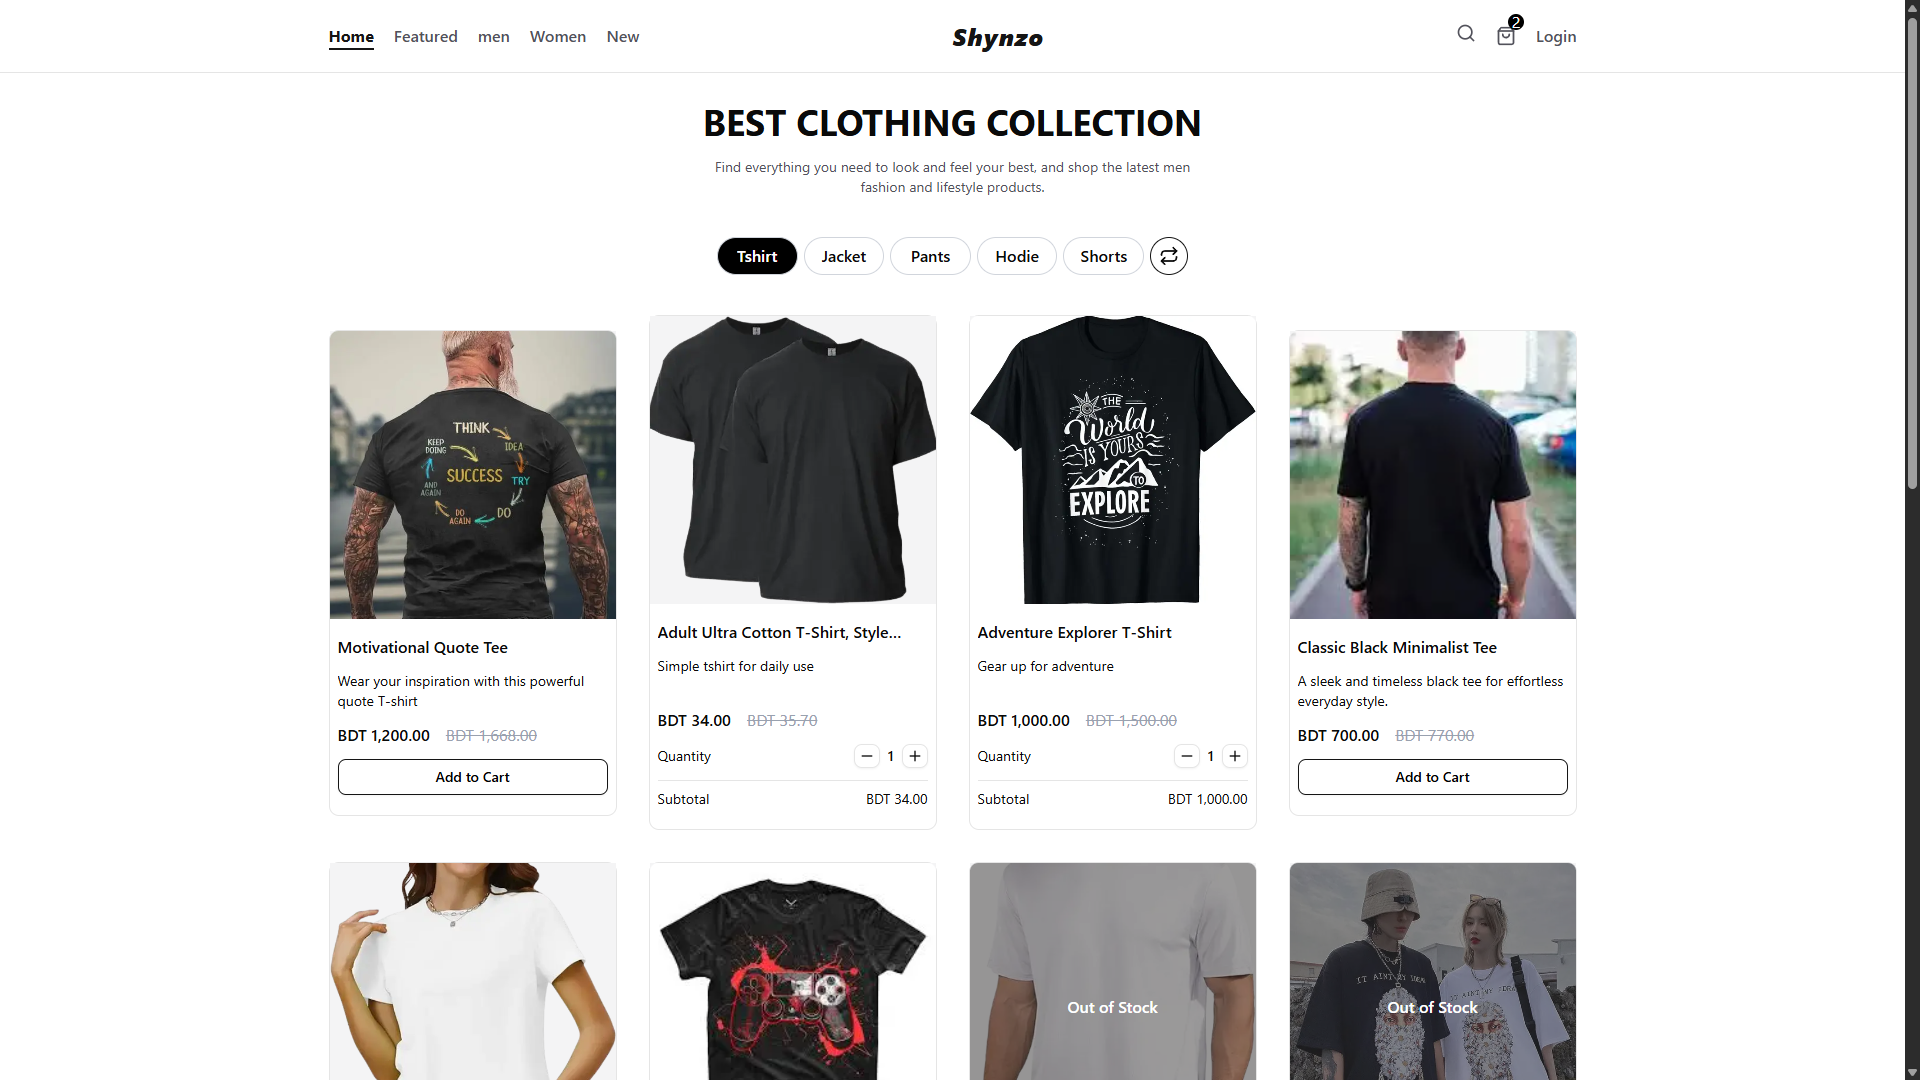 Home Featured men Women New
Shynzo
2
Login
BEST CLOTHING COLLECTION
Find everything you need to look and feel your best, and shop the latest men
fashion and lifestyle products.
Tshirt Jacket Pants Hodie Shorts
THINK
IDEA
TRY
DO
DO
AGAIN
AND
AGAIN
KEEP
DOING
SUCCESS
Motivational Quote Tee
Wear your inspiration with this powerful
quote T-shirt
BDT 1,200.00 BDT 1,668.00
Add to Cart
Adult Ultra Cotton T-Shirt, Style...
Simple tshirt for daily use
BDT 34.00 BDT 35.70
Quantity 1
Subtotal BDT 34.00
THE
World
IS YOURS
TO
EXPLORE
Adventure Explorer T-Shirt
Gear up for adventure
BDT 1,000.00 BDT 1,500.00
Quantity 1
Subtotal BDT 1,000.00
Classic Black Minimalist Tee
A sleek and timeless black tee for effortless
everyday style.
BDT 700.00 BDT 770.00
Add to Cart
Out of Stock
IT AIN'T MY
Out of Stock